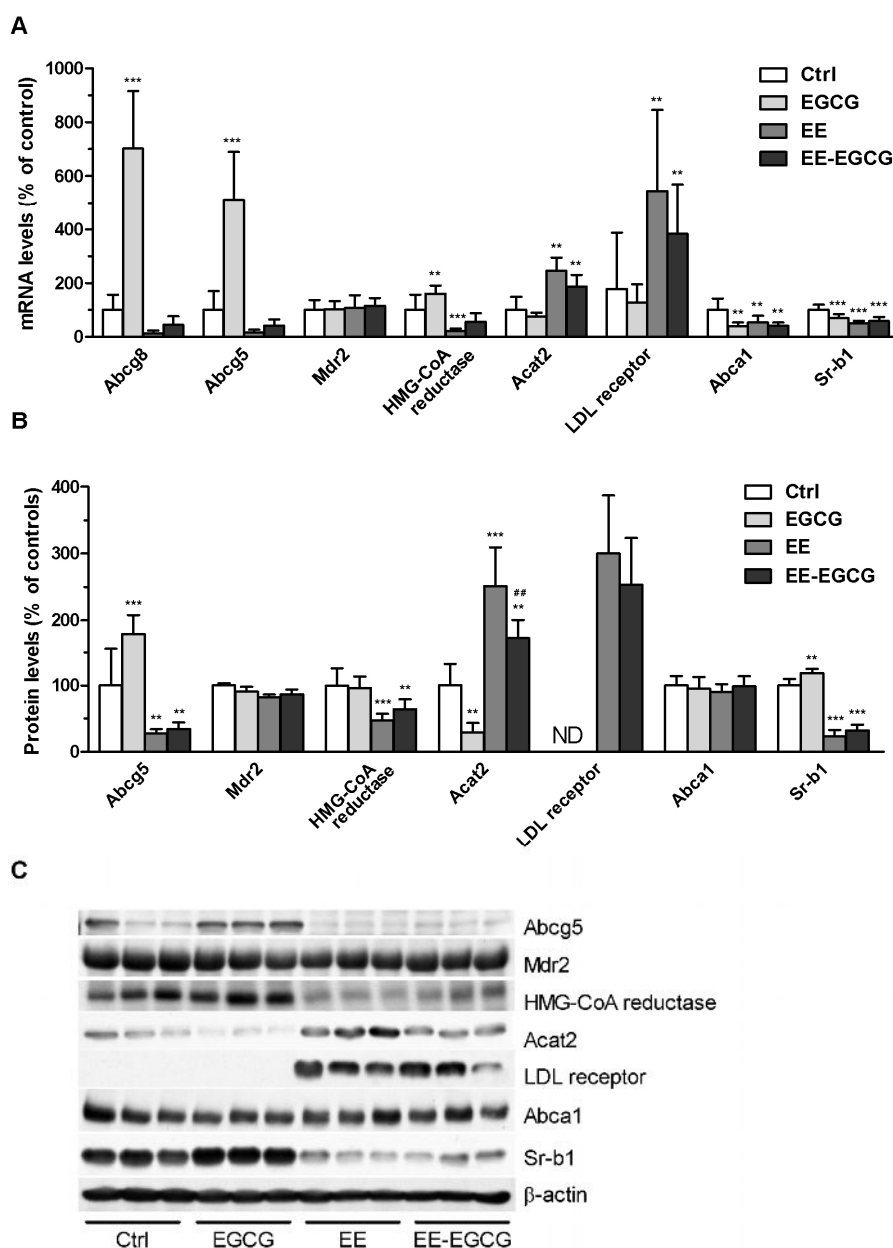 A
mRNA levels (% of control)
1000
800
600
400
200
0
***
***
**
***
**
**
**
**
**
**
**
***
***
***
Ctrl
EGCG
EE
EE-EGCG
Abcg8
Abcg5
Mdr2
HMG-CoA
reductase
Acat2
LDL receptor
Abca1
Sr-b1
B
Protein levels (% of controls)
400
300
200
100
0
***
**
**
***
**
**
***
##
**
ND
**
***
***
Ctrl
EGCG
EE
EE-EGCG
Abcg5
Mdr2
HMG-CoA
reductase
Acat2
LDL receptor
Abca1
Sr-b1
C
Abcg5
Mdr2
HMG-CoA reductase
Acat2
LDL receptor
Abca1
Sr-b1
β-actin
Ctrl EGCG EE EE-EGCG